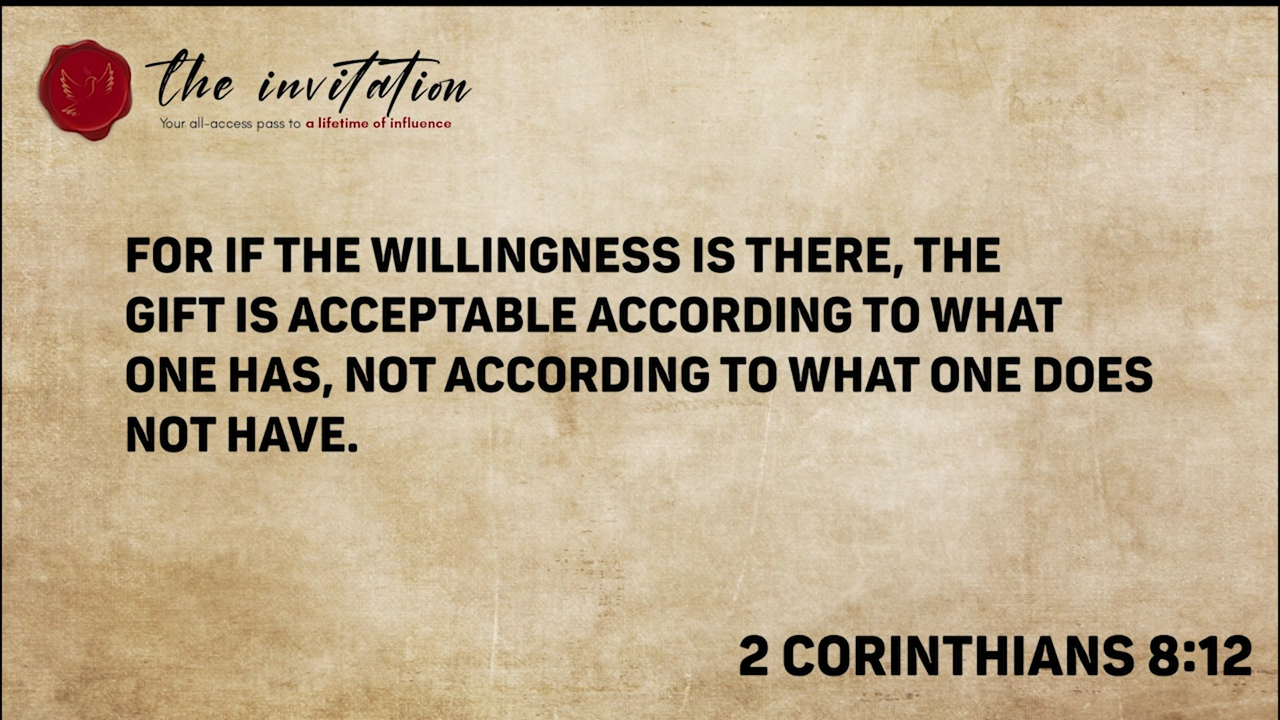 the invitation
Your all-access pass to a lifetime of influence
FOR IF THE WILLINGNESS IS THERE, THE
GIFT IS ACCEPTABLE ACCORDING TO WHAT
ONE HAS, NOT ACCORDING TO WHAT ONE DOES
NOT HAVE.
2 CORINTHIANS 8:12